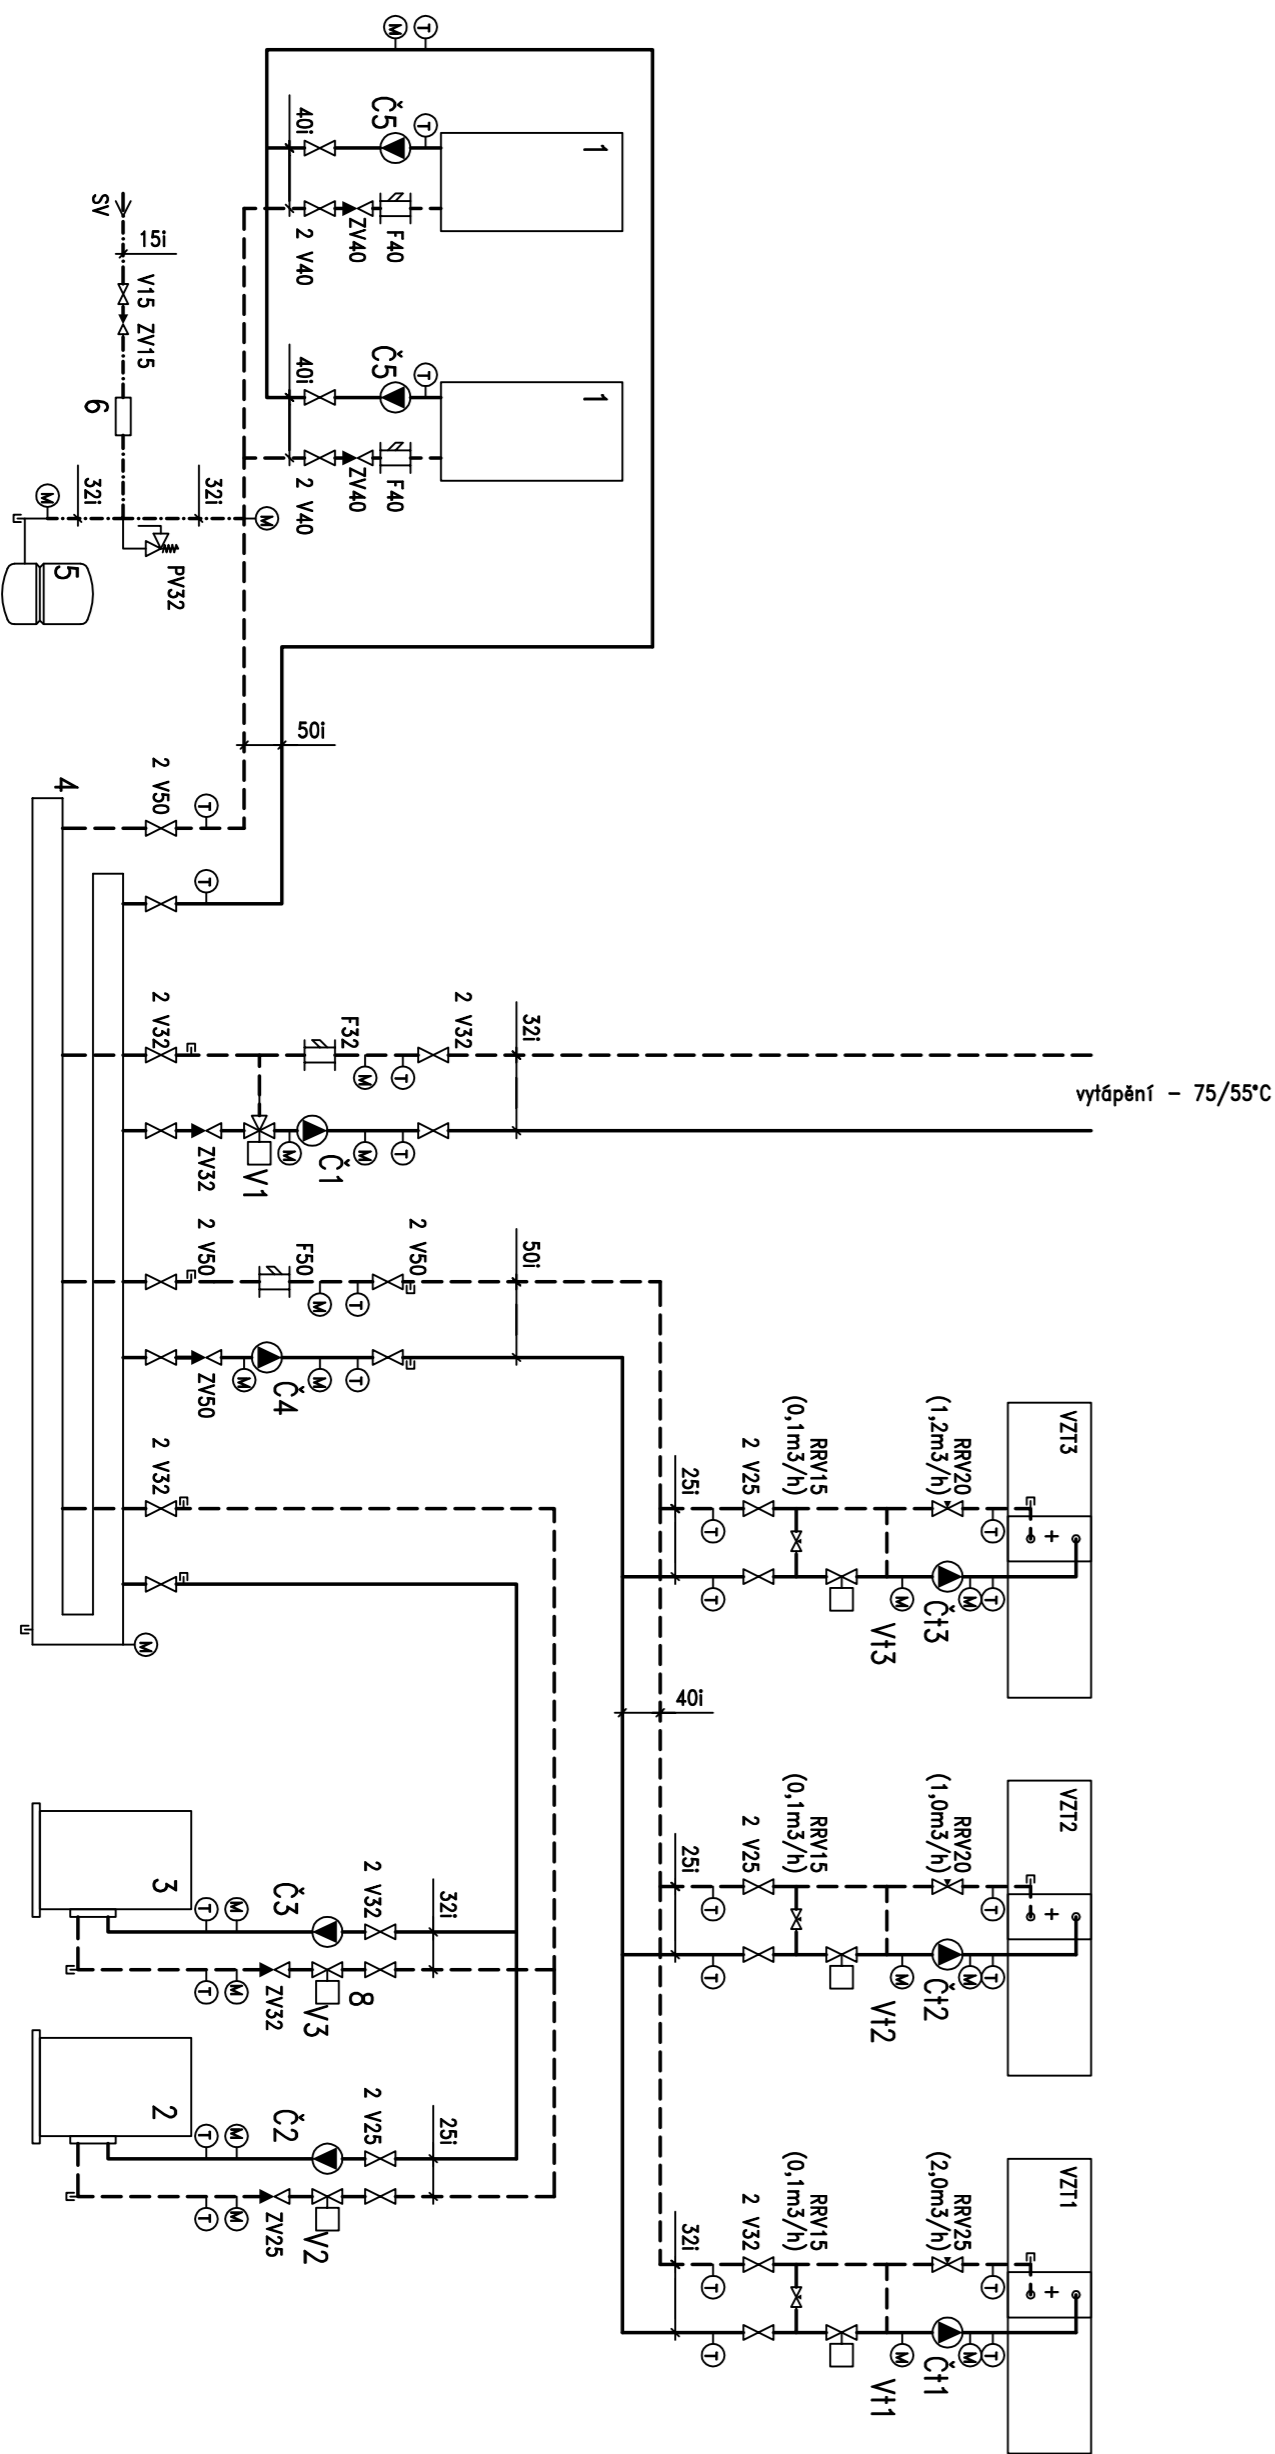 1
Č5
40i
F40
ZV40
2 V40
1
Č5
40i
F40
ZV40
2 V40
SV
15i
V15
ZV15
6
32i
32i
PV32
5
50i
2 V50
4
vytápění – 75/55°C
32i
2 V32
F32
2 V32
Č1
V1
ZV32
50i
2 V50
F50
2 V50
Č4
ZV50
2 V32
VZT3
RRV20
(1,2m3/h)
RRV15
(0,1m3/h)
2 V25
25i
Čt3
Vt3
40i
VZT2
RRV20
(1,0m3/h)
RRV15
(0,1m3/h)
2 V25
25i
Čt2
Vt2
VZT1
RRV25
(2,0m3/h)
RRV15
(0,1m3/h)
2 V32
32i
Čt1
Vt1
32i
2 V32
Č3
3
8
V3
ZV32
25i
2 V25
Č2
2
V2
ZV25
T
M
T
T
M
M
T
T
M
T
M
T
M
M
T
M
T
M
M
T
T
M
M
T
T
T
M
M
T
T
T
M
M
T
T
T
M
T
M
T
M
T
M